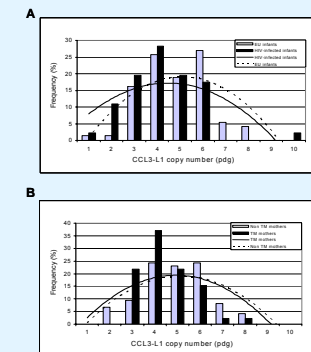 A
30
25
20
15
10
5
0
Frequency (%)
EU infants
HIV-infected infants
HIV-infected infants
EU infants
1 2 3 4 5 6 7 8 9 10
CCL3-L1 copy number (pdg)
B
40
35
30
25
20
15
10
5
0
Frequency (%)
Non TM mothers
TM mothers
TM mothers
Non TM mothers
1 2 3 4 5 6 7 8 9 10
CCL3-L1 copy number (pdg)